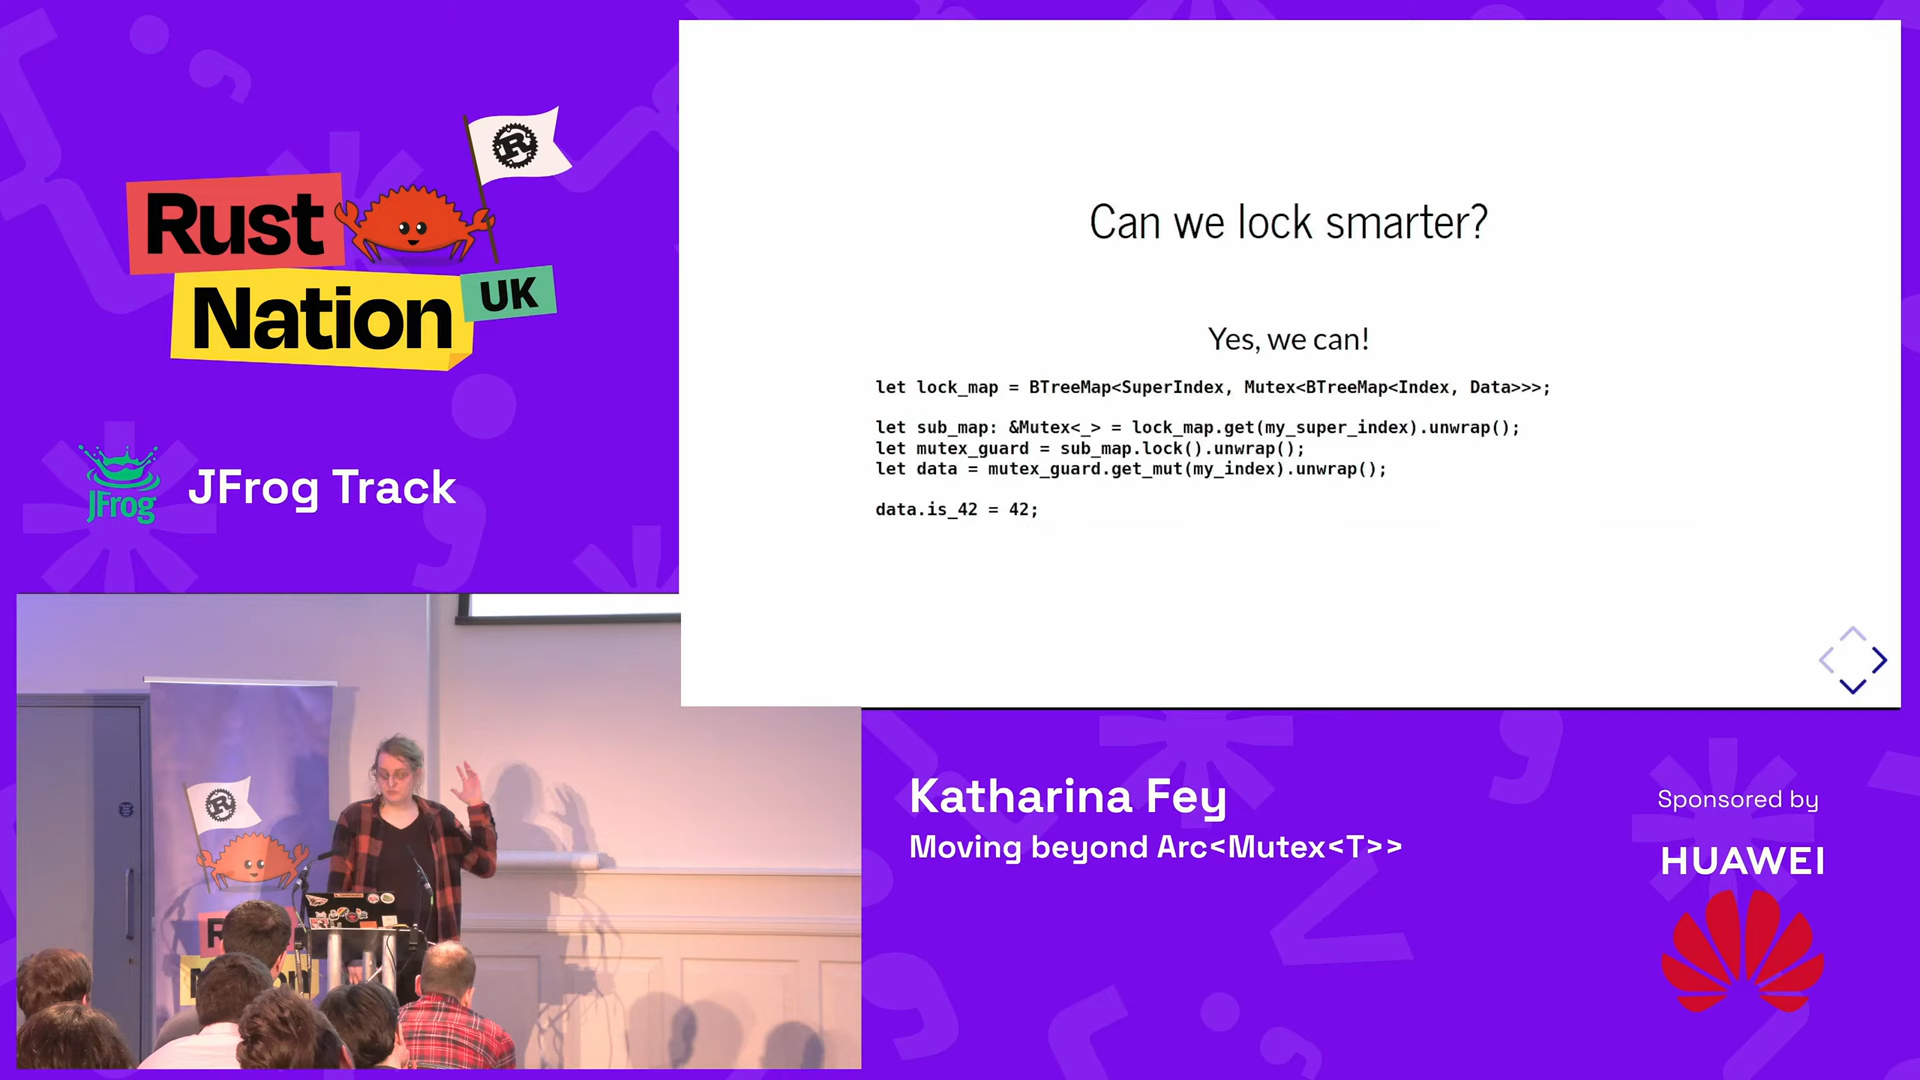 Rust
Nation
UK
R
JFrog
JFrog Track
Can we lock smarter?
Yes, we can!
let lock_map = BTreeMap<SuperIndex, Mutex<BTreeMap<Index, Data>>>;
let sub_map: &Mutex<_> = lock_map.get(my_super_index).unwrap();
let mutex_guard = sub_map.lock().unwrap();
let data = mutex_guard.get_mut(my_index).unwrap();
data.is_42 = 42;
R
Katharina Fey
Moving beyond Arc<Mutex<T>>
Sponsored by
HUAWEI